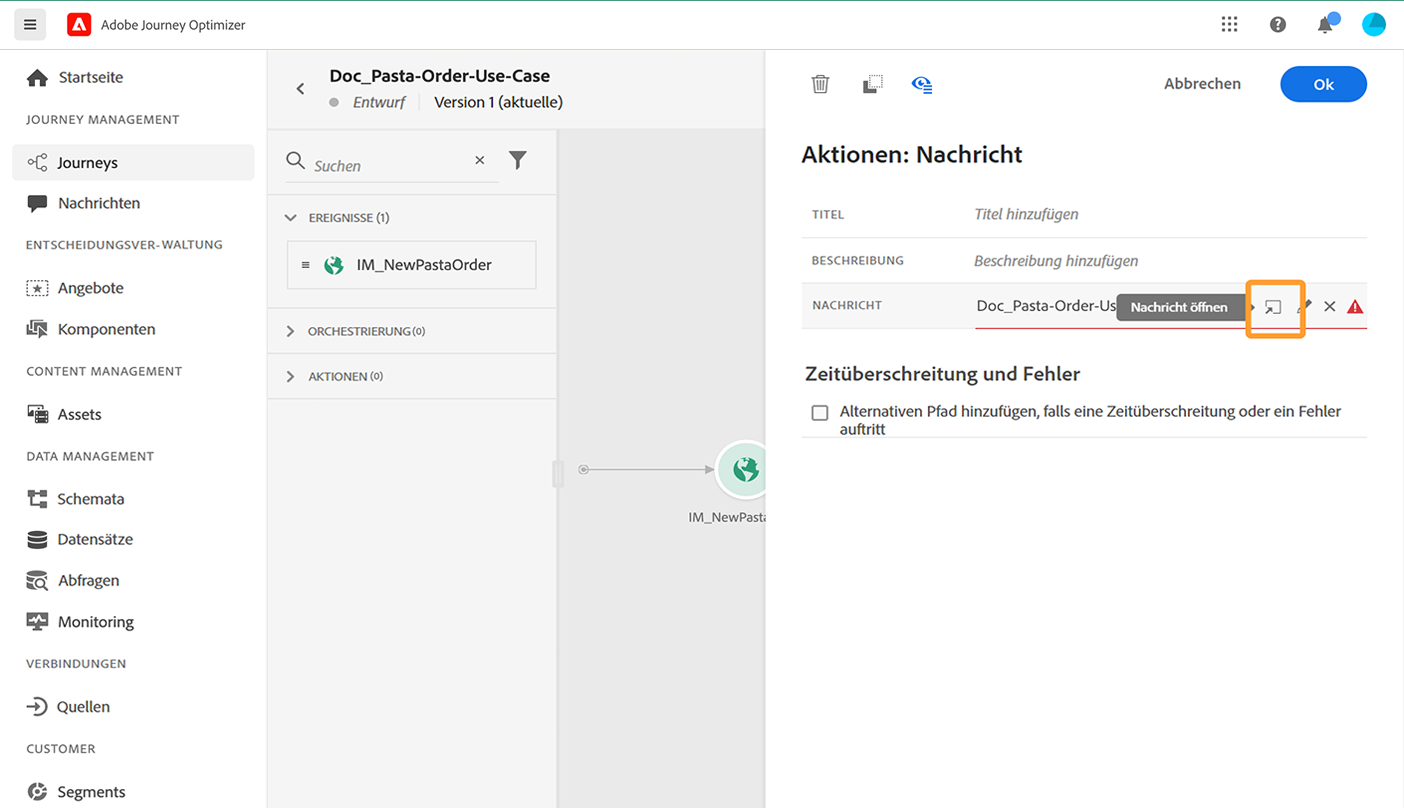 Adobe Journey Optimizer
Startseite
JOURNEY MANAGEMENT
Journeys
Nachrichten
ENTSCHEIDUNGSVER-WALTUNG
Angebote
Komponenten
CONTENT MANAGEMENT
Assets
DATA MANAGEMENT
Schemata
Datensätze
Abfragen
Monitoring
VERBINDUNGEN
Quellen
CUSTOMER
Segments
Doc_Pasta-Order-Use-Case
Entwurf Version 1 (aktuelle)
Suchen
EREIGNISSE (1)
IM_NewPastaOrder
ORCHESTRIERUNG (0)
AKTIONEN (0)
IM_NewPasta
Abbrechen Ok
Aktionen: Nachricht
TITEL Titel hinzufügen
BESCHREIBUNG Beschreibung hinzufügen
NACHRICHT Doc_Pasta-Order-Us Nachricht öffnen
Zeitüberschreitung und Fehler
Alternativen Pfad hinzufügen, falls eine Zeitüberschreitung oder ein Fehler
auftritt